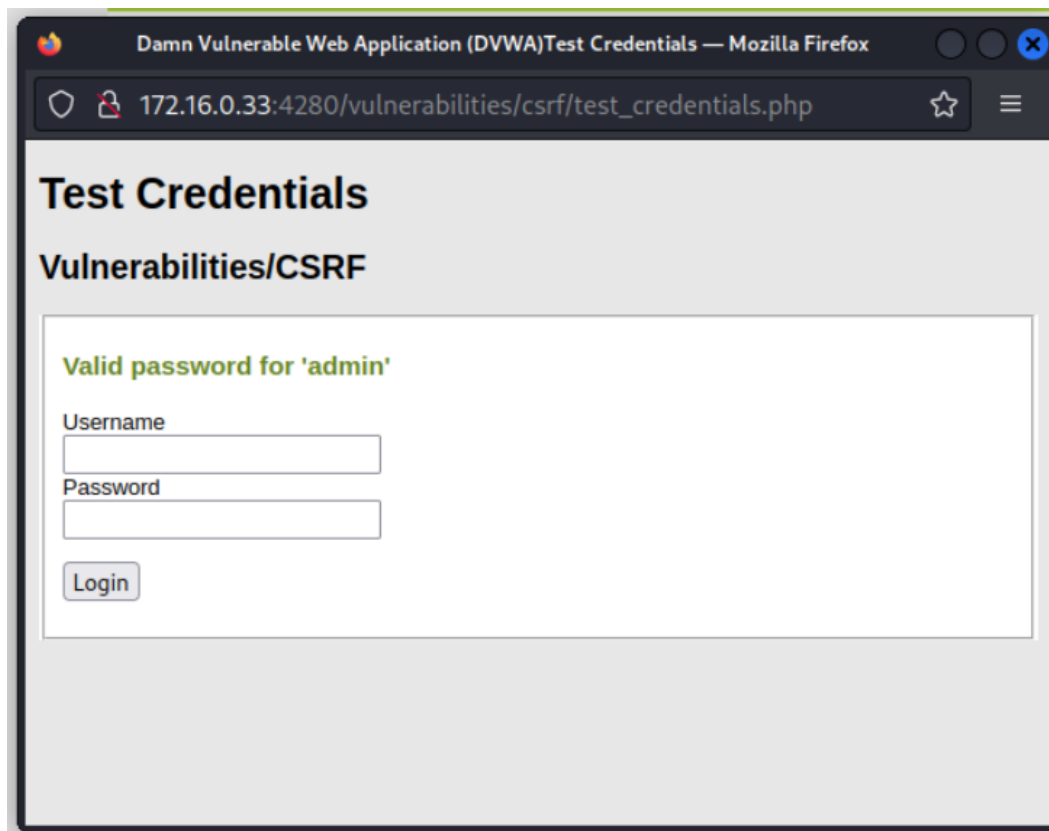 Damn Vulnerable Web Application (DVWA)Test Credentials — Mozilla Firefox
172.16.0.33:4280/vulnerabilities/csrf/test_credentials.php
Test Credentials
Vulnerabilities/CSRF
Valid password for 'admin'
Username
Password
Login